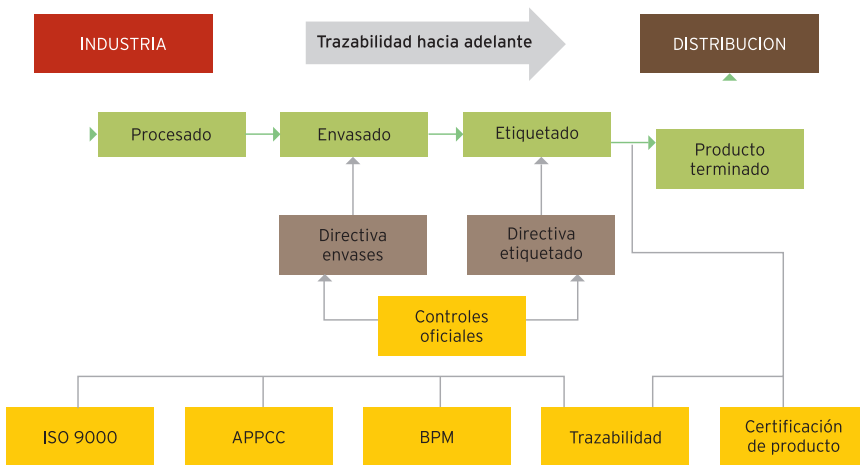 INDUSTRIA
Trazabilidad hacia adelante
DISTRIBUCION
Procesado
Envasado
Etiquetado
Producto
terminado
Directiva
envases
Directiva
etiquetado
Controles
oficiales
ISO 9000
APPCC
BPM
Trazabilidad
Certificación
de producto